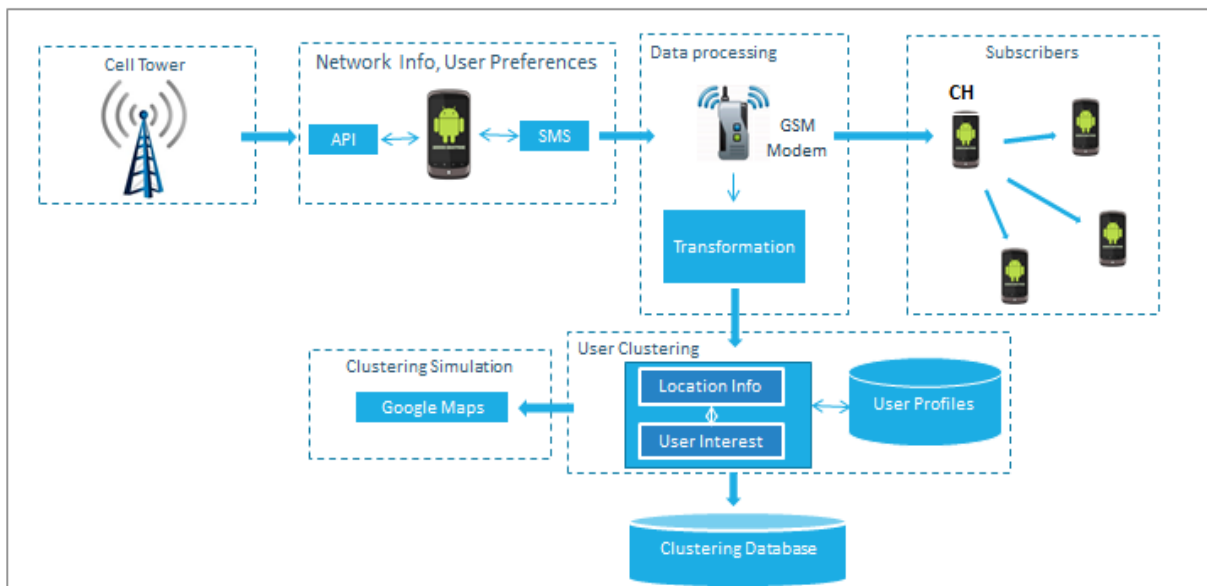 Cell Tower
Network Info, User Preferences
API
SMS
Data processing
GSM
Modem
Transformation
Subscribers
CH
User Clustering
Location Info
User Interest
User Profiles
Clustering Simulation
Google Maps
Clustering Database